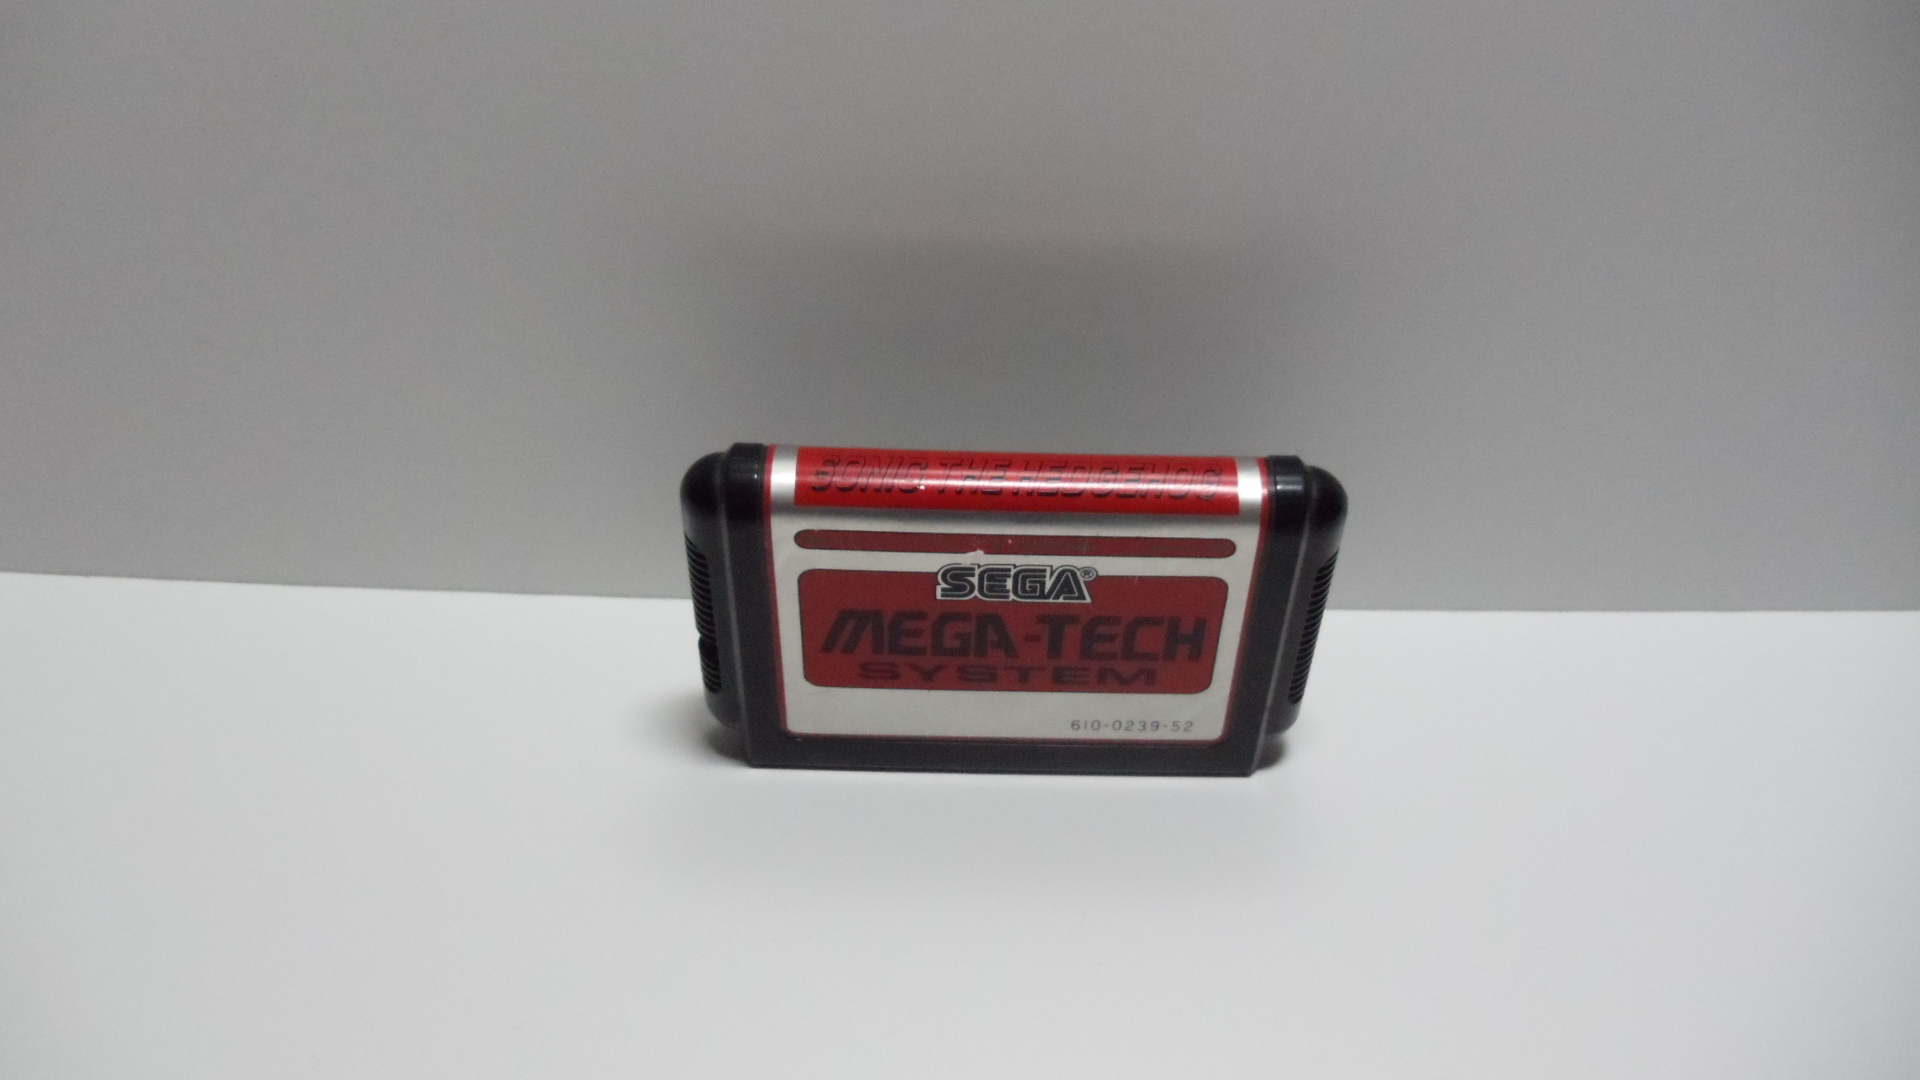 SONIC THE HEDGEHOG
SEGA®
MEGA-TECH
SYSTEM
610-0239-52